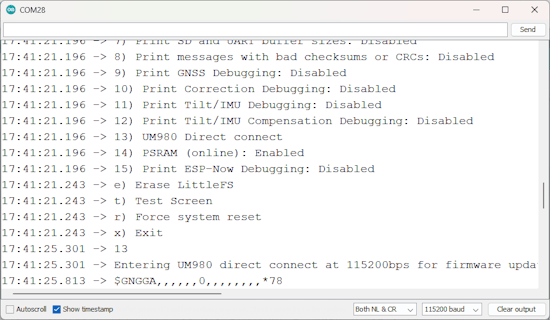 COM28
Send
17:41:21.196 -> 7) Print SD and UART buffer sizes: Disabled
17:41:21.196 -> 8) Print messages with bad checksums or CRCs: Disabled
17:41:21.196 -> 9) Print GNSS Debugging: Disabled
17:41:21.196 -> 10) Print Correction Debugging: Disabled
17:41:21.196 -> 11) Print Tilt/IMU Debugging: Disabled
17:41:21.196 -> 12) Print Tilt/IMU Compensation Debugging: Disabled
17:41:21.196 -> 13) UM980 Direct connect
17:41:21.196 -> 14) PSRAM (online): Enabled
17:41:21.196 -> 15) Print ESP-Now Debugging: Disabled
17:41:21.243 -> e) Erase LittleFS
17:41:21.243 -> t) Test Screen
17:41:21.243 -> r) Force system reset
17:41:21.243 -> x) Exit
17:41:25.301 -> 13
17:41:25.301 -> Entering UM980 direct connect at 115200bps for firmware upda
17:41:25.813 -> $GNGGA,,,,,,0,,,,,,,,*78
Autoscroll Show timestamp Both NL & CR 115200 baud Clear output